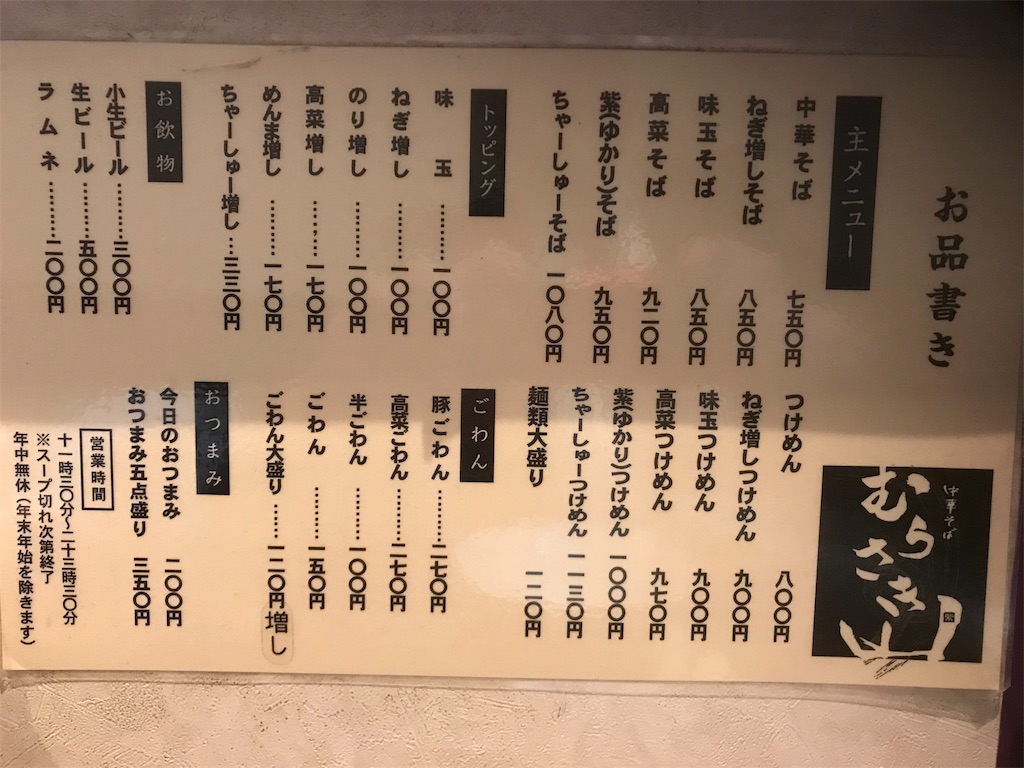 お品書き
中華そば
むらさき山
主メニュー
中華そば 七五〇円
ねぎ増しそば 八五〇円
味玉そば 八五〇円
高菜そば 九二〇円
紫(ゆかり)そば 九五〇円
ちゃーしゅーそば 一〇八〇円
つけめん 八〇〇円
ねぎ増しつけめん 九〇〇円
味玉つけめん 九〇〇円
高菜つけめん 九七〇円
紫(ゆかり)つけめん 一〇〇〇円
ちゃーしゅーつけめん 一一三〇円
麺類大盛り 一二〇円
トッピング
味玉 ………一〇〇円
ねぎ増し ………一〇〇円
のり増し ………一〇〇円
高菜増し ………一七〇円
めんま増し ………一七〇円
ちゃーしゅー増し …三三〇円
ごわん
豚ごわん ………二七〇円
高菜ごわん ………二七〇円
半ごわん ………一〇〇円
ごわん ………一五〇円
ごわん大盛り ……一二〇円増し
お飲物
小生ビール ………三〇〇円
生ビール ………五〇〇円
ラムネ ………二〇〇円
おつまみ
今日のおつまみ 二〇〇円
おつまみ五点盛り 三五〇円
営業時間
十一時三〇分～二十三時三〇分
※スープ切れ次第終了
年中無休（年末年始を除きます）